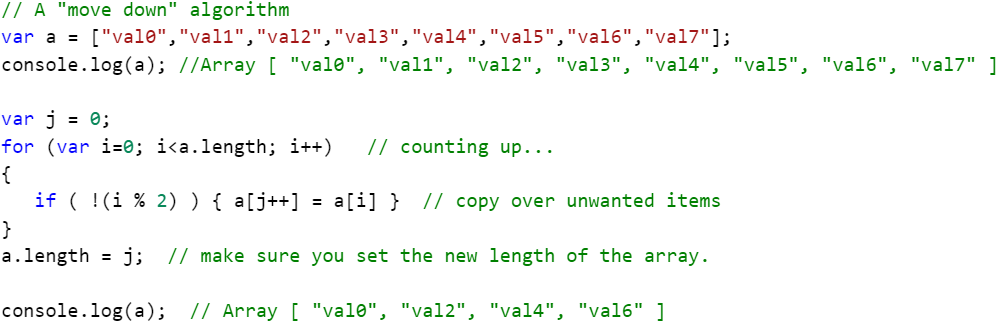 // A "move down" algorithm
var a = ["val0","val1","val2","val3","val4","val5","val6","val7"];
console.log(a); //Array [ "val0", "val1", "val2", "val3", "val4", "val5", "val6", "val7" ]
var j = 0;
for (var i=0; i<a.length; i++)   // counting up...
{
   if ( !(i % 2) ) { a[j++] = a[i] }  // copy over unwanted items
}
a.length = j;  // make sure you set the new length of the array.
console.log(a);  // Array [ "val0", "val2", "val4", "val6" ]